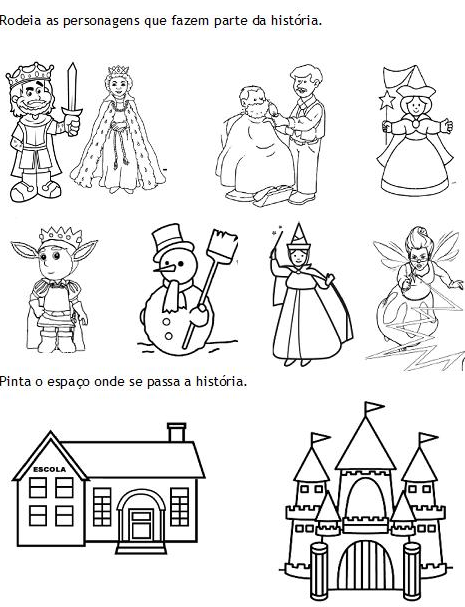 Rodeia as personagens que fazem parte da história.
Pinta o espaço onde se passa a história.
ESCOLA